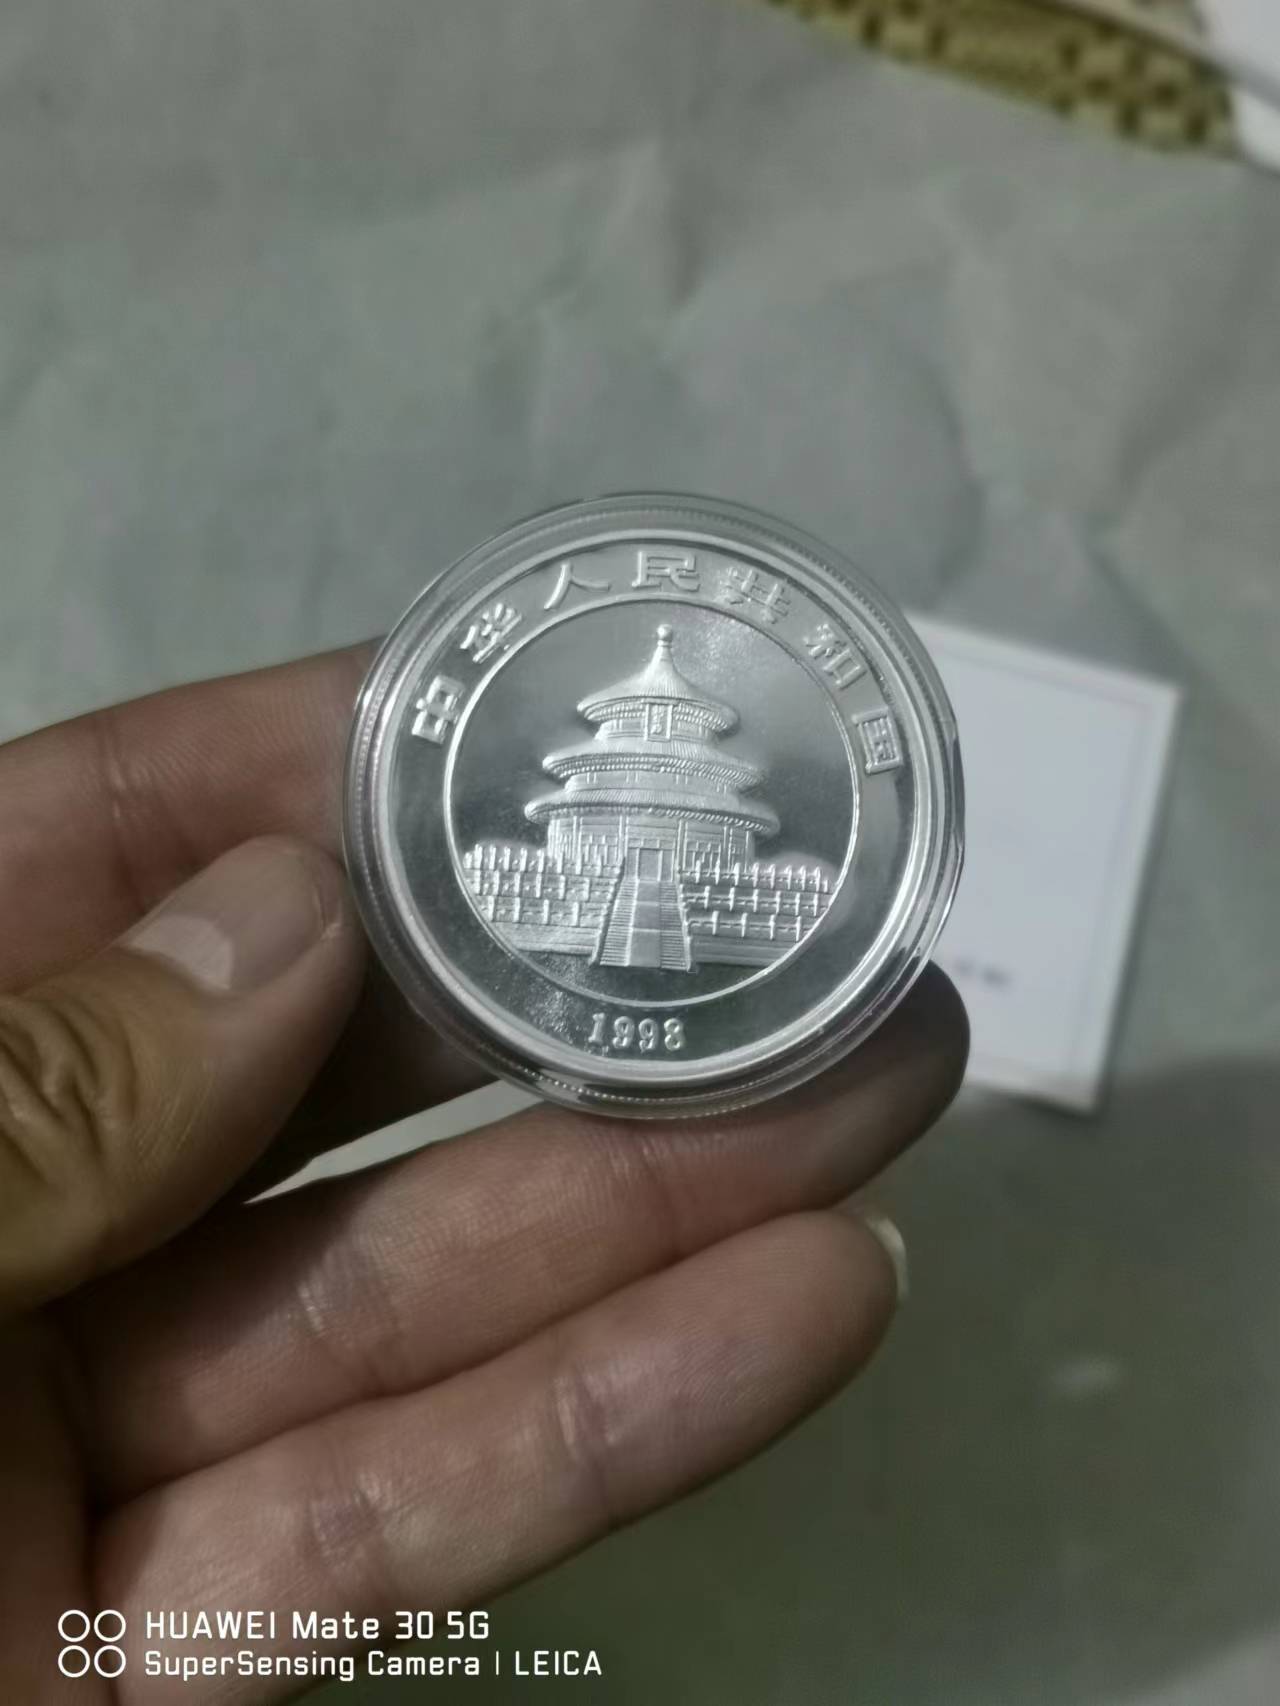 中华人民共和国
1998
HUAWEI Mate 30 5G
SuperSensing Camera | LEICA